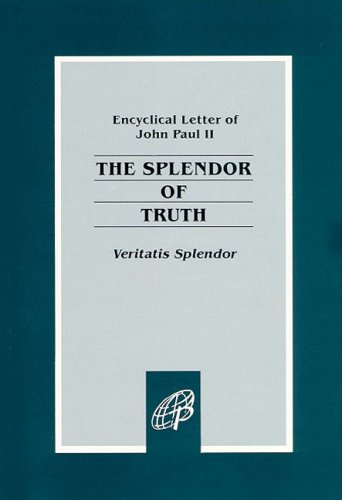 Encyclical Letter of
John Paul II
THE SPLENDOR
OF
TRUTH
Veritatis Splendor